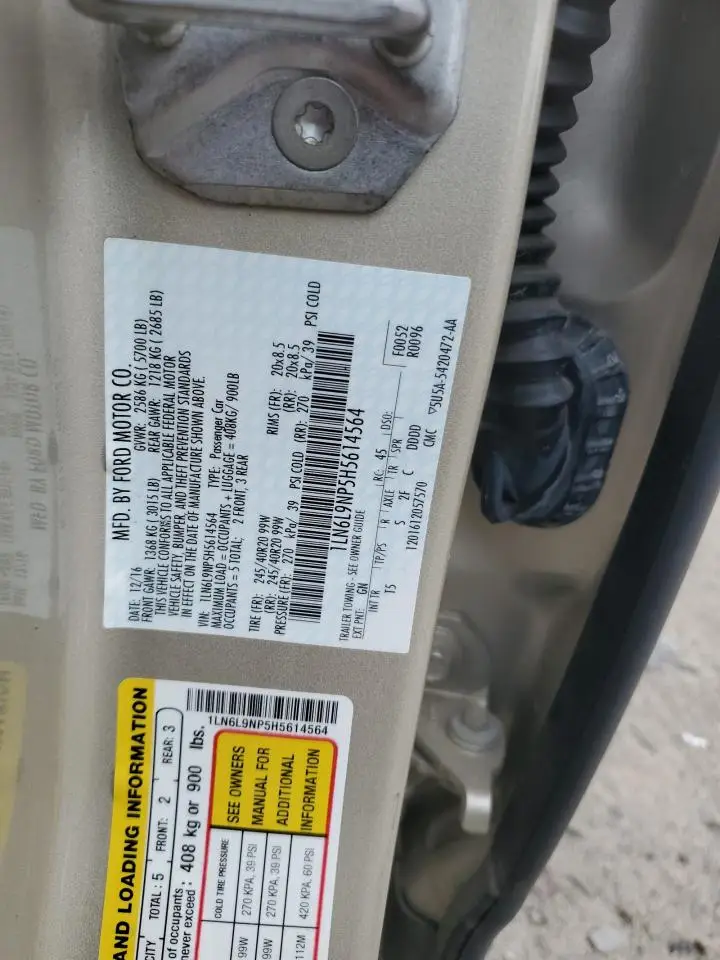 MFD. BY FORD MOTOR CO.
DATE: 12/16 GVWR: 2586 KG ( 5700 LB)
FRONT GAWR: 1368 KG ( 3015 LB) REAR GAWR: 1218 KG ( 2685 LB)
THIS VEHICLE CONFORMS TO ALL APPLICABLE FEDERAL MOTOR
VEHICLE SAFETY, BUMPER, AND THEFT PREVENTION STANDARDS
IN EFFECT ON THE DATE OF MANUFACTURE SHOWN ABOVE.
VIN: 1LN6L9NP5H5614564 TYPE: Passenger Car
MAXIMUM LOAD = OCCUPANTS + LUGGAGE = 408KG/ 900LB
OCCUPANTS = 5 TOTAL: 2 FRONT, 3 REAR
TIRE (FR): 245/40R20 99W RIMS (FR): 20x8.5
(RR): 245/40R20 99W (RR): 20x8.5
PRESSURE (FR): 270 kPa/ 39 PSI COLD (RR): 270 kPa/ 39 PSI COLD
1LN6L9NP5H5614564
TRAILER TOWING - SEE OWNER GUIDE
F0052
EXT PNT: GN RC: 45 DSO: R0096
INT TR TP/PS R AXLE TR SPR
T5 S 2F C DDDD
1201612057570 CMC 5U5A-5420472-AA
AND LOADING INFORMATION
CITY TOTAL : 5 FRONT: 2 REAR: 3
of occupants
never exceed : 408 kg or 900 lbs.
1LN6L9NP5H5614564
COLD TIRE PRESSURE
99W 270 KPA, 39 PSI
99W 270 KPA, 39 PSI
112M 420 KPA, 60 PSI
SEE OWNERS
MANUAL FOR
ADDITIONAL
INFORMATION